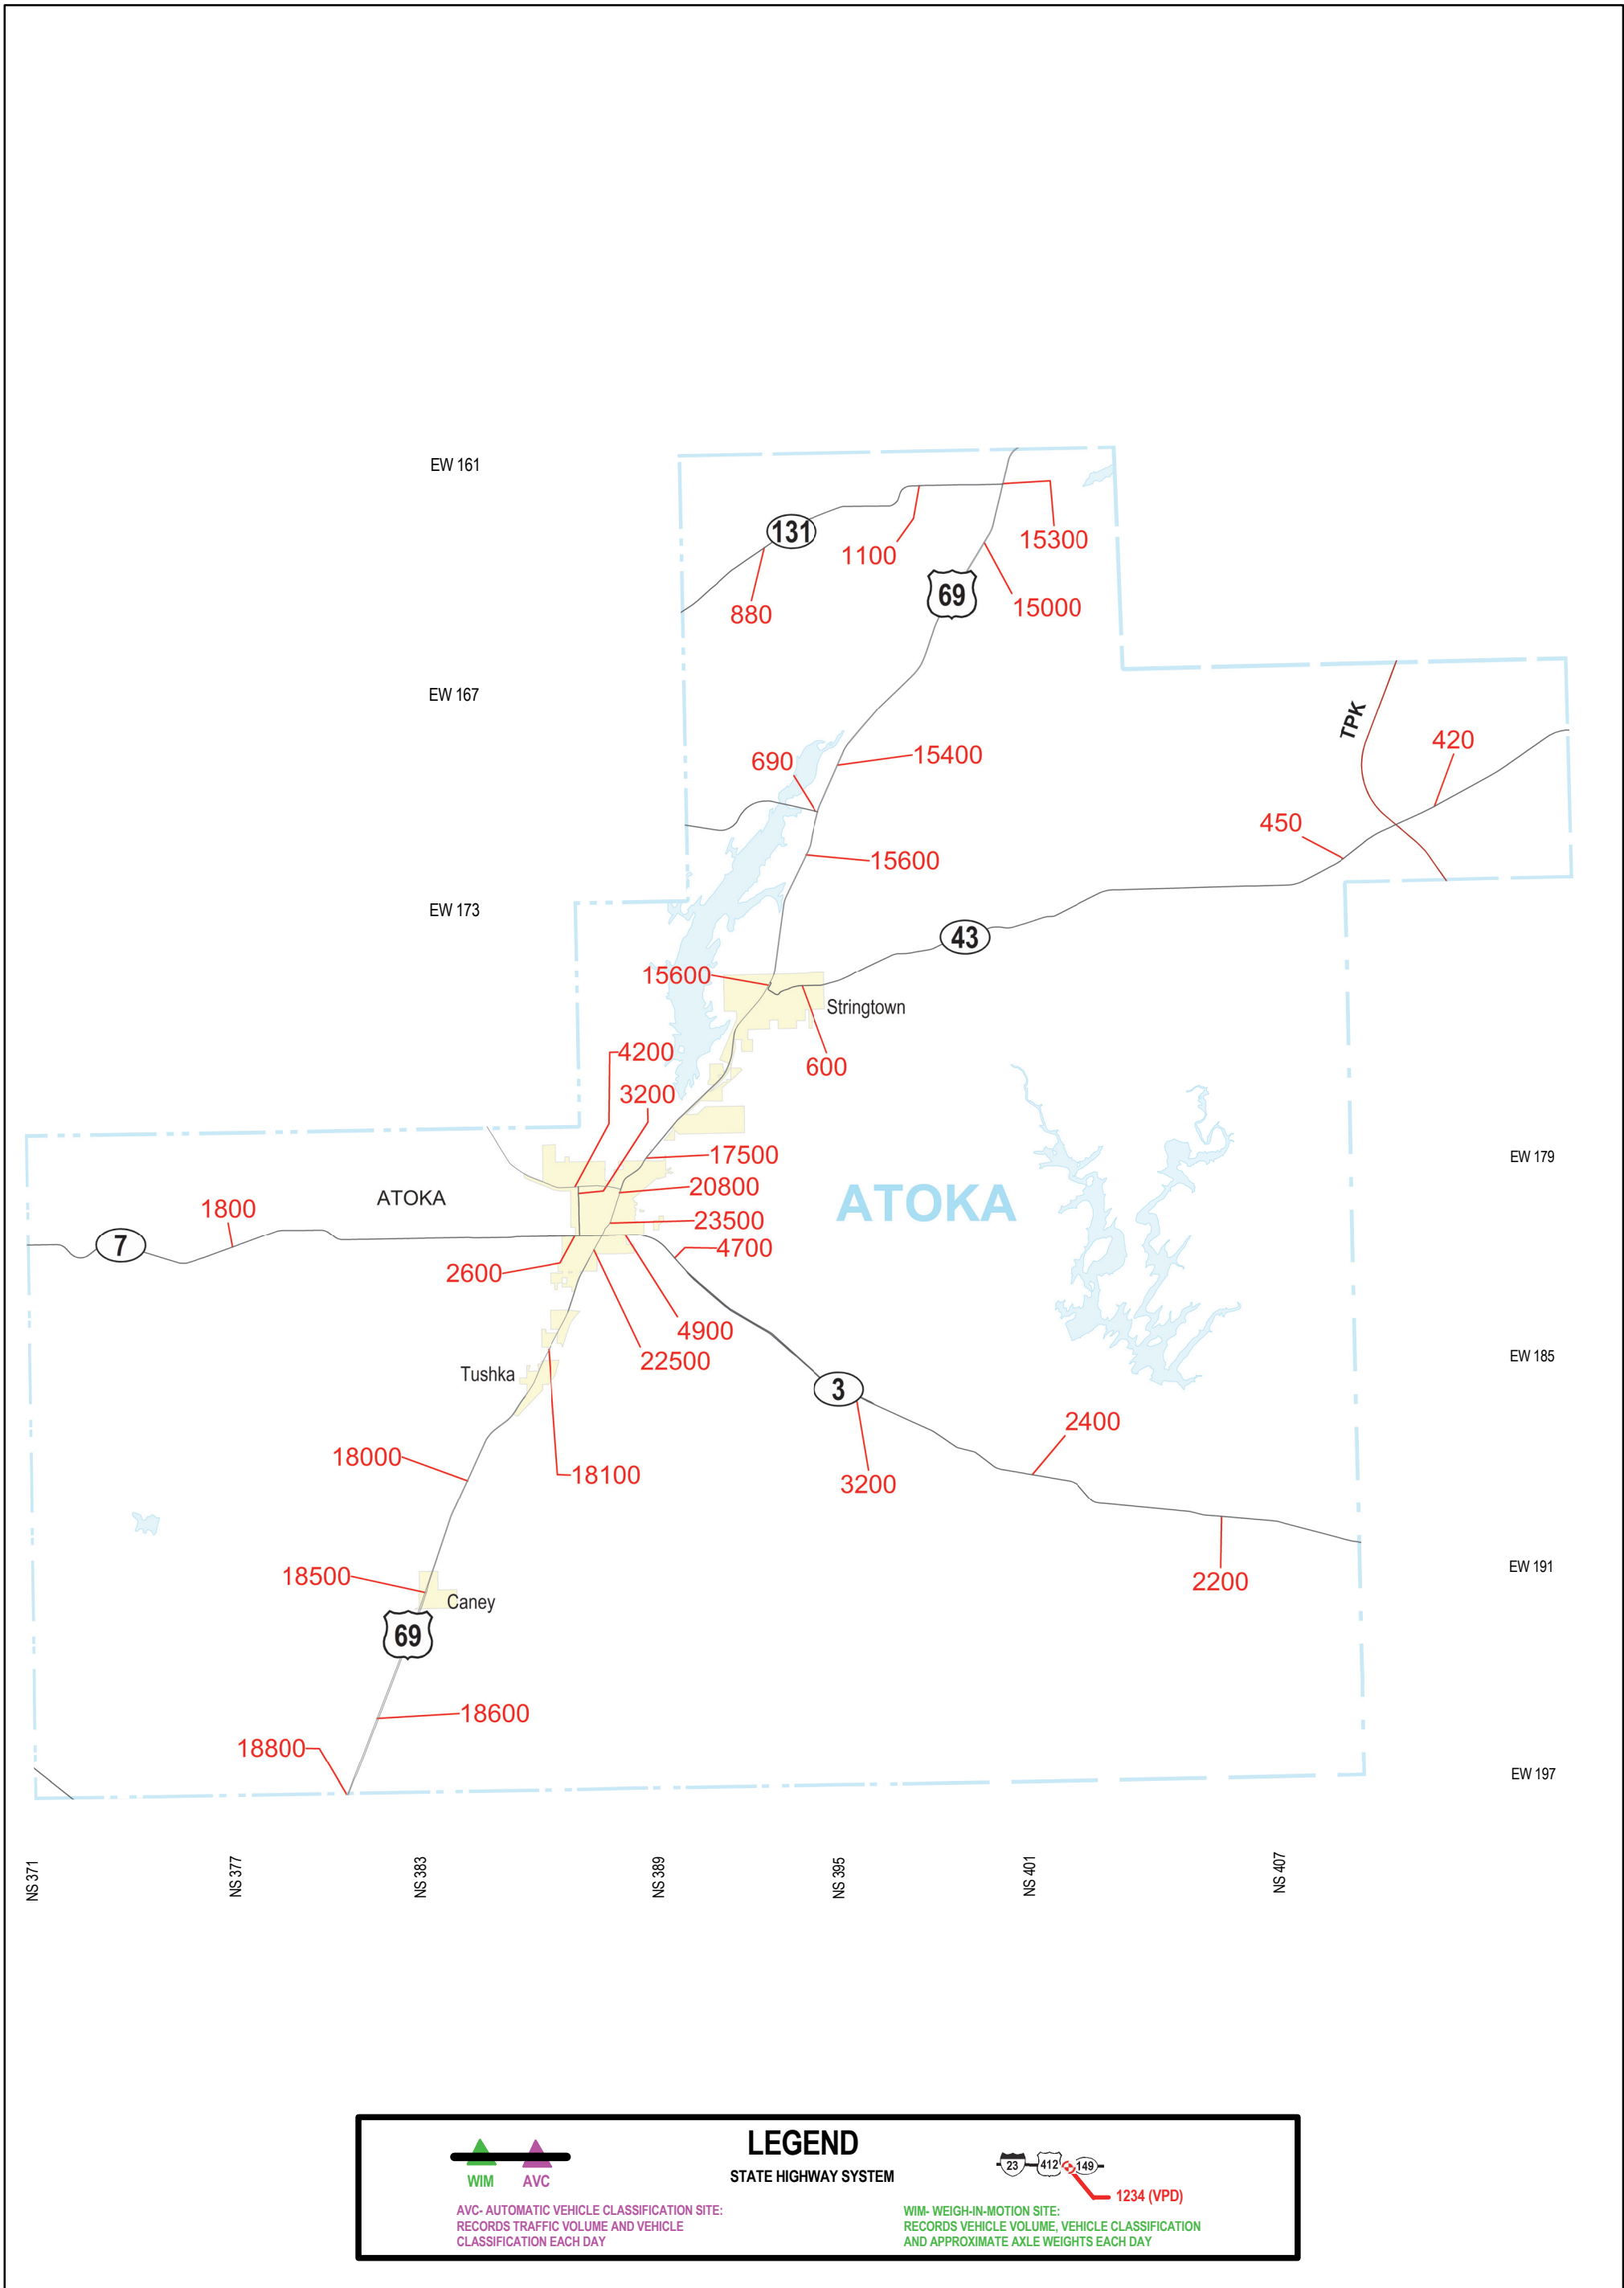 EW 161
131
1100
15300
69
15000
880
EW 167
TPK
420
690
15400
450
15600
EW 173
43
15600
Stringtown
600
4200
3200
17500
EW 179
20800
ATOKA
ATOKA
1800
23500
7
4700
2600
4900
22500
EW 185
Tushka
3
2400
18000
18100
3200
EW 191
18500
2200
Caney
69
18600
18800
EW 197
NS 371
NS 377
NS 383
NS 389
NS 395
NS 401
NS 407
LEGEND
STATE HIGHWAY SYSTEM
WIM AVC
23 412 149
1234 (VPD)
AVC- AUTOMATIC VEHICLE CLASSIFICATION SITE:
RECORDS TRAFFIC VOLUME AND VEHICLE
CLASSIFICATION EACH DAY
WIM- WEIGH-IN-MOTION SITE:
RECORDS VEHICLE VOLUME, VEHICLE CLASSIFICATION
AND APPROXIMATE AXLE WEIGHTS EACH DAY